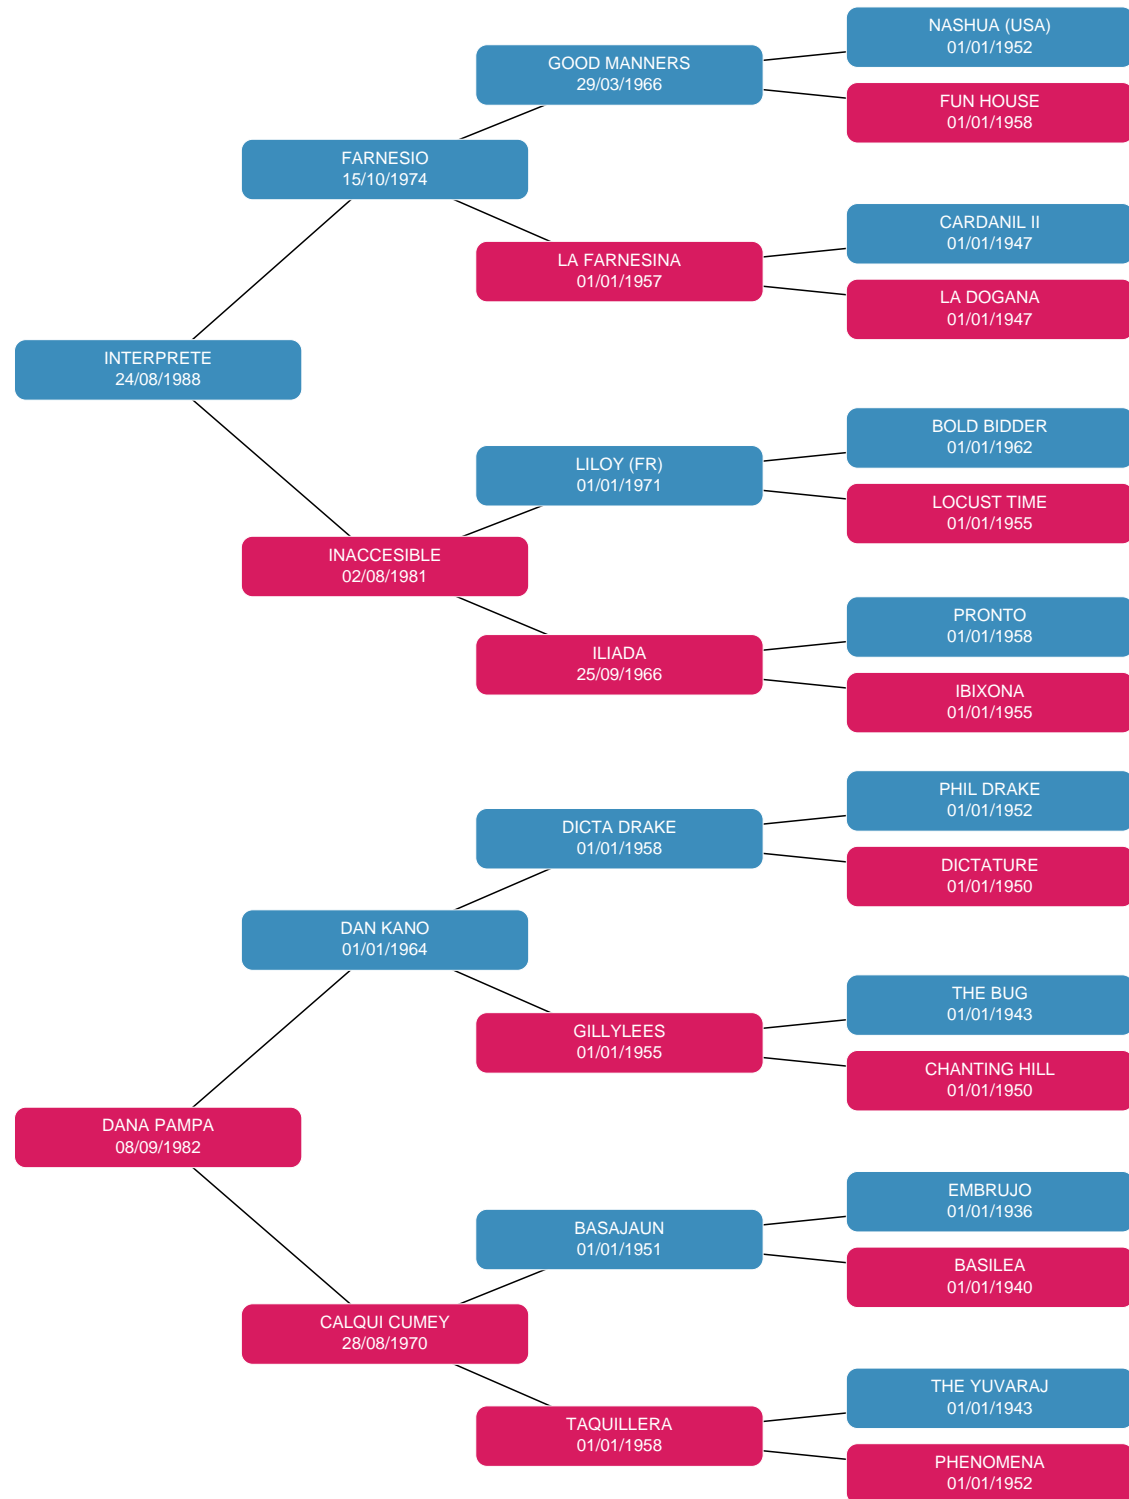 NASHUA (USA)
01/01/1952
GOOD MANNERS
29/03/1966
FUN HOUSE
01/01/1958
FARNESIO
15/10/1974
CARDANIL II
01/01/1947
LA FARNESINA
01/01/1957
LA DOGANA
01/01/1947
INTERPRETE
24/08/1988
BOLD BIDDER
01/01/1962
LILOY (FR)
01/01/1971
LOCUST TIME
01/01/1955
INACCESIBLE
02/08/1981
PRONTO
01/01/1958
ILIADA
25/09/1966
IBIXONA
01/01/1955
PHIL DRAKE
01/01/1952
DICTA DRAKE
01/01/1958
DICTATURE
01/01/1950
DAN KANO
01/01/1964
THE BUG
01/01/1943
GILLYLEES
01/01/1955
CHANTING HILL
01/01/1950
DANA PAMPA
08/09/1982
EMBRUJO
01/01/1936
BASAJAUN
01/01/1951
BASILEA
01/01/1940
CALQUI CUMEY
28/08/1970
THE YUVARAJ
01/01/1943
TAQUILLERA
01/01/1958
PHENOMENA
01/01/1952